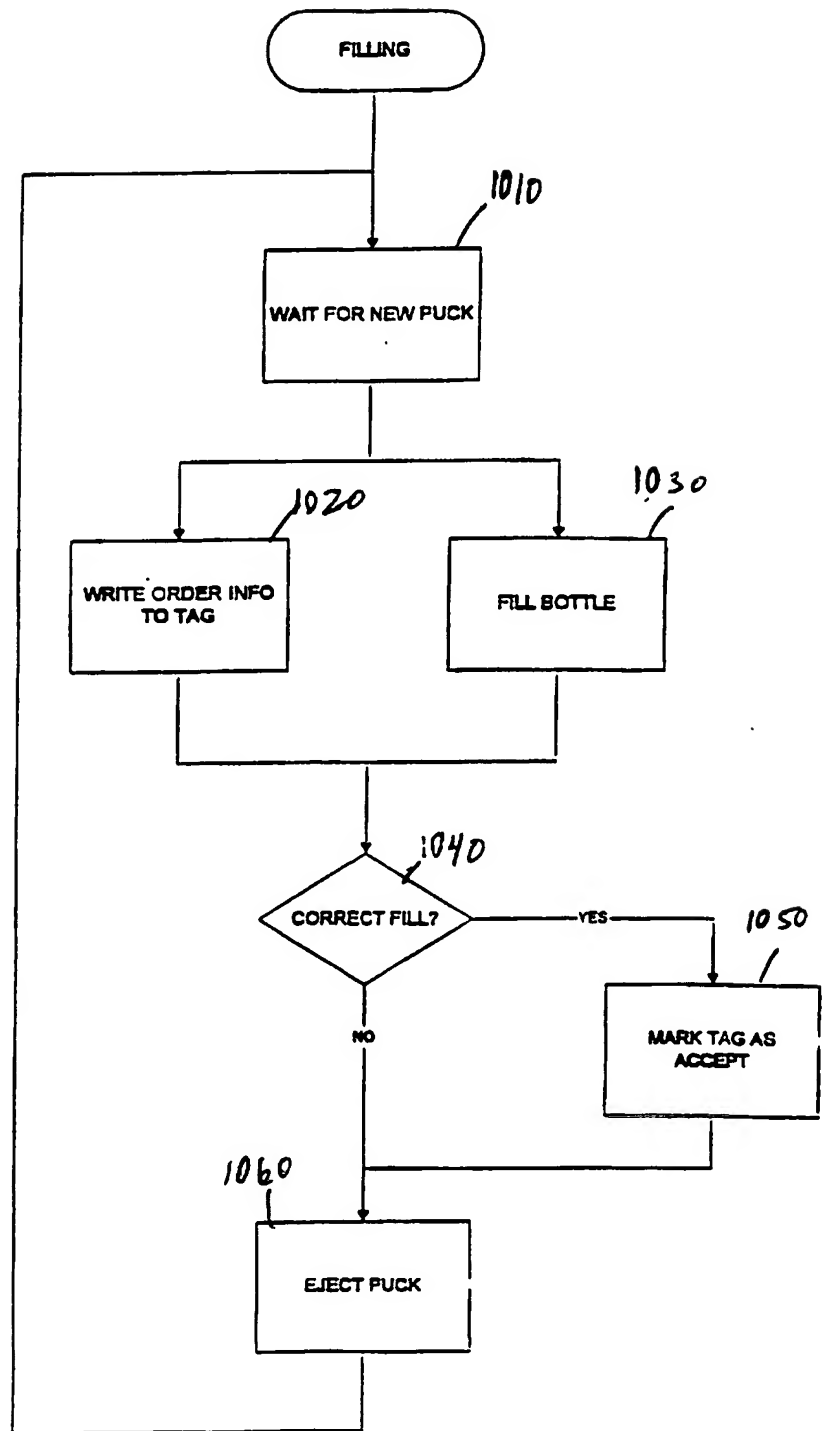 FILLING
1010
WAIT FOR NEW PUCK
1020
1030
WRITE ORDER INFO
TO TAG
FILL BOTTLE
1040
CORRECT FILL?
YES
1050
NO
MARK TAG AS
ACCEPT
1060
EJECT PUCK